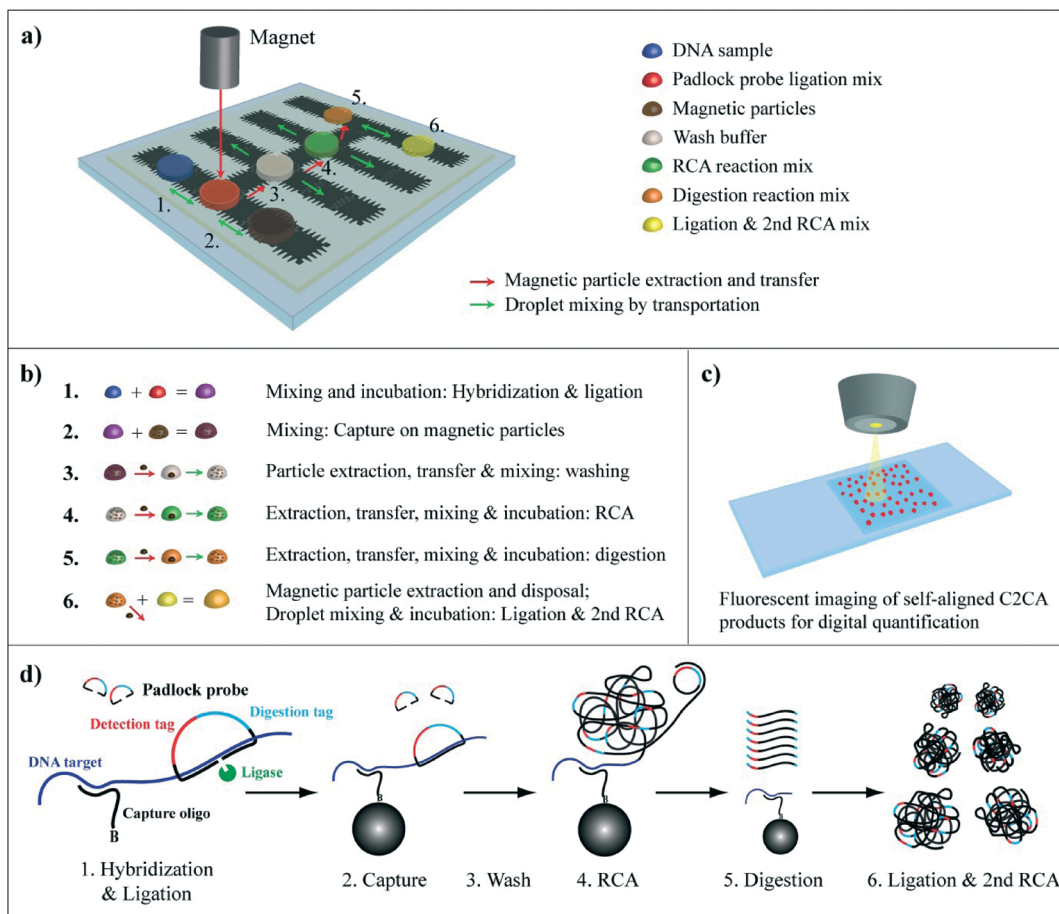 a)
Magnet
DNA sample
Padlock probe ligation mix
Magnetic particles
Wash buffer
RCA reaction mix
Digestion reaction mix
Ligation & 2nd RCA mix
1.
2.
3.
4.
5.
6.
Magnetic particle extraction and transfer
Droplet mixing by transportation
b)
1. + = Mixing and incubation: Hybridization & ligation
2. + = Mixing: Capture on magnetic particles
3. Particle extraction, transfer & mixing: washing
4. Extraction, transfer, mixing & incubation: RCA
5. Extraction, transfer, mixing & incubation: digestion
6. + = Magnetic particle extraction and disposal;
Droplet mixing & incubation: Ligation & 2nd RCA
c)
Fluorescent imaging of self-aligned C2CA
products for digital quantification
d)
Padlock probe
Detection tag
Digestion tag
DNA target
Ligase
Capture oligo
B
B
B
B
1. Hybridization
& Ligation
2. Capture
3. Wash
4. RCA
5. Digestion
6. Ligation & 2nd RCA